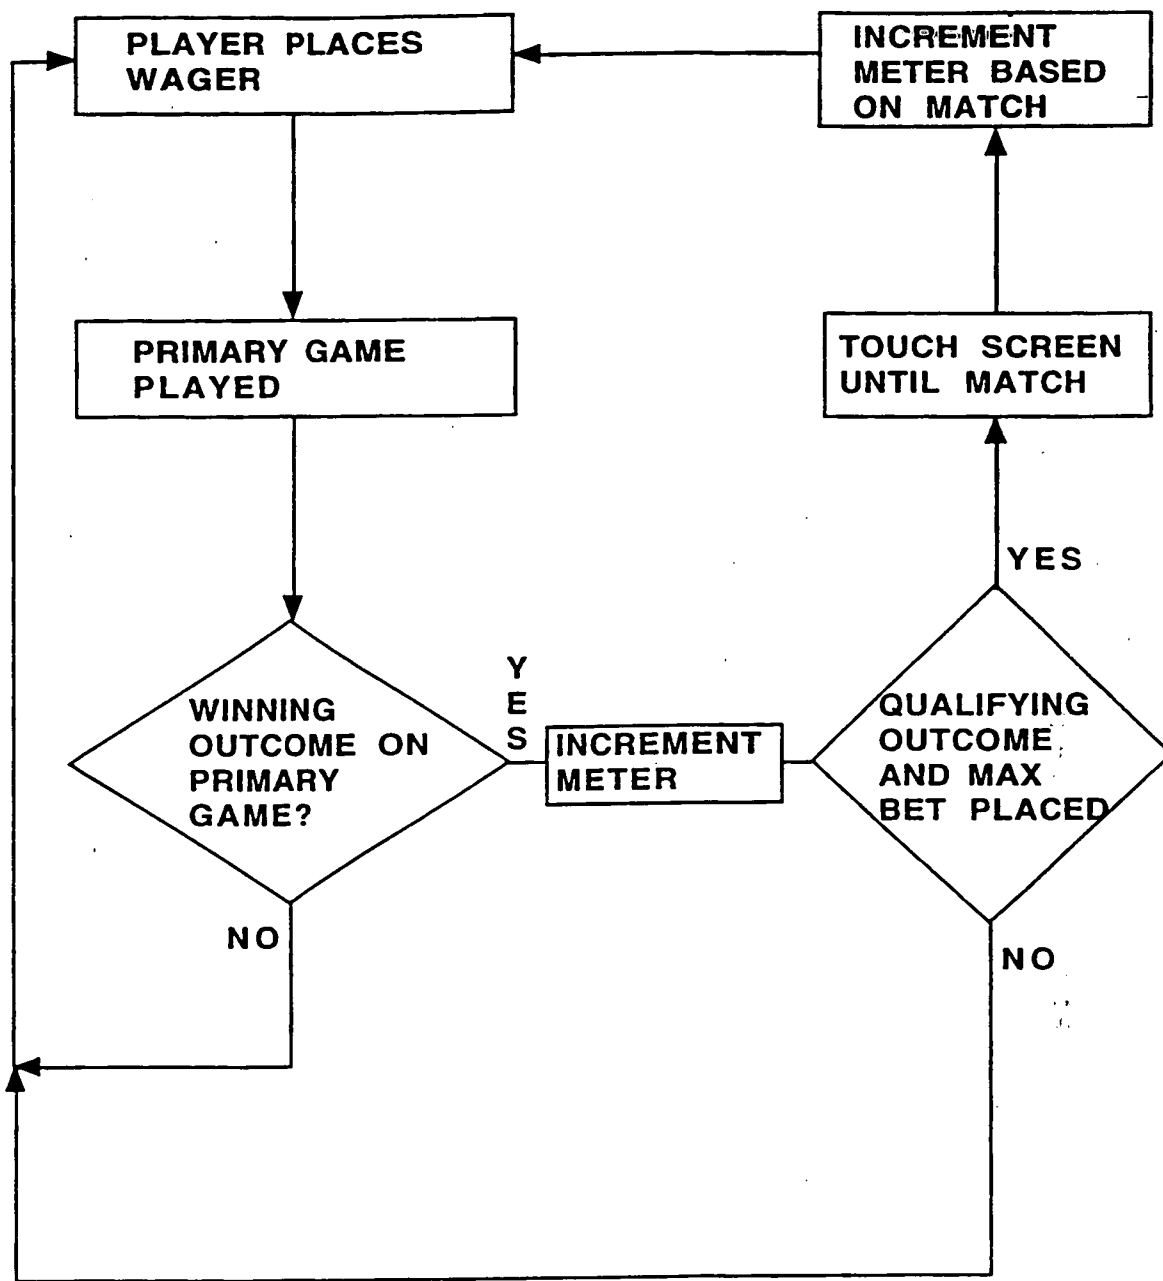 PLAYER PLACES
WAGER
INCREMENT
METER BASED
ON MATCH
PRIMARY GAME
PLAYED
TOUCH SCREEN
UNTIL MATCH
YES
WINNING
OUTCOME ON
PRIMARY
GAME?
YES
INCREMENT
METER
QUALIFYING
OUTCOME
AND MAX
BET PLACED
NO
NO